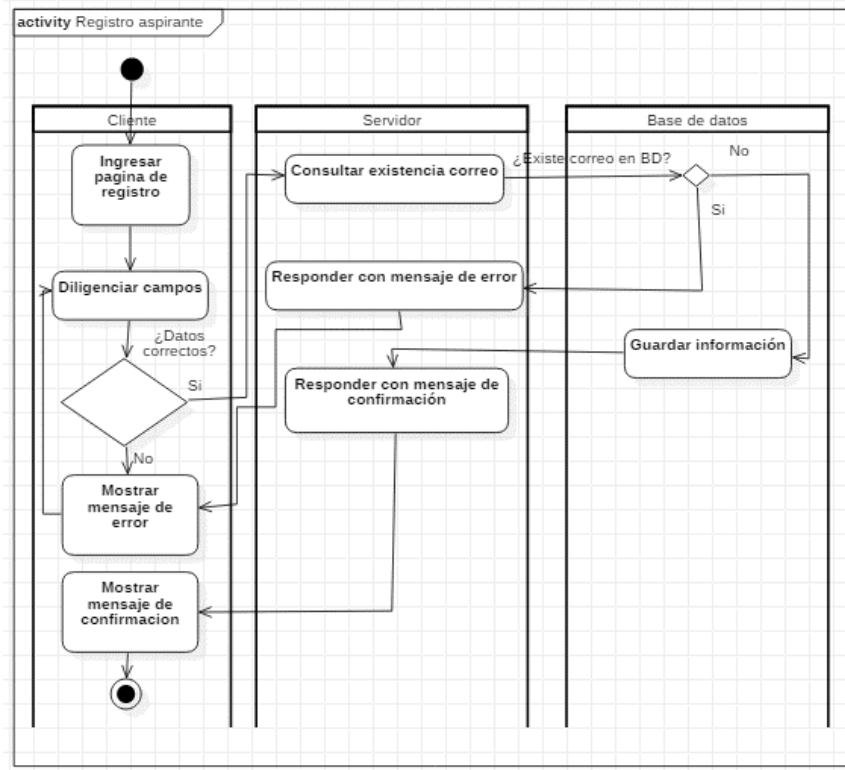 activity Registro aspirante
Cliente
Servidor
Base de datos
Ingresar
pagina de
registro
Consultar existencia correo
¿Existe correo en BD?
No
Si
Diligenciar campos
Responder con mensaje de error
¿Datos
correctos?
Si
Guardar información
Responder con mensaje de
confirmación
No
Mostrar
mensaje de
error
Mostrar
mensaje de
confirmacion